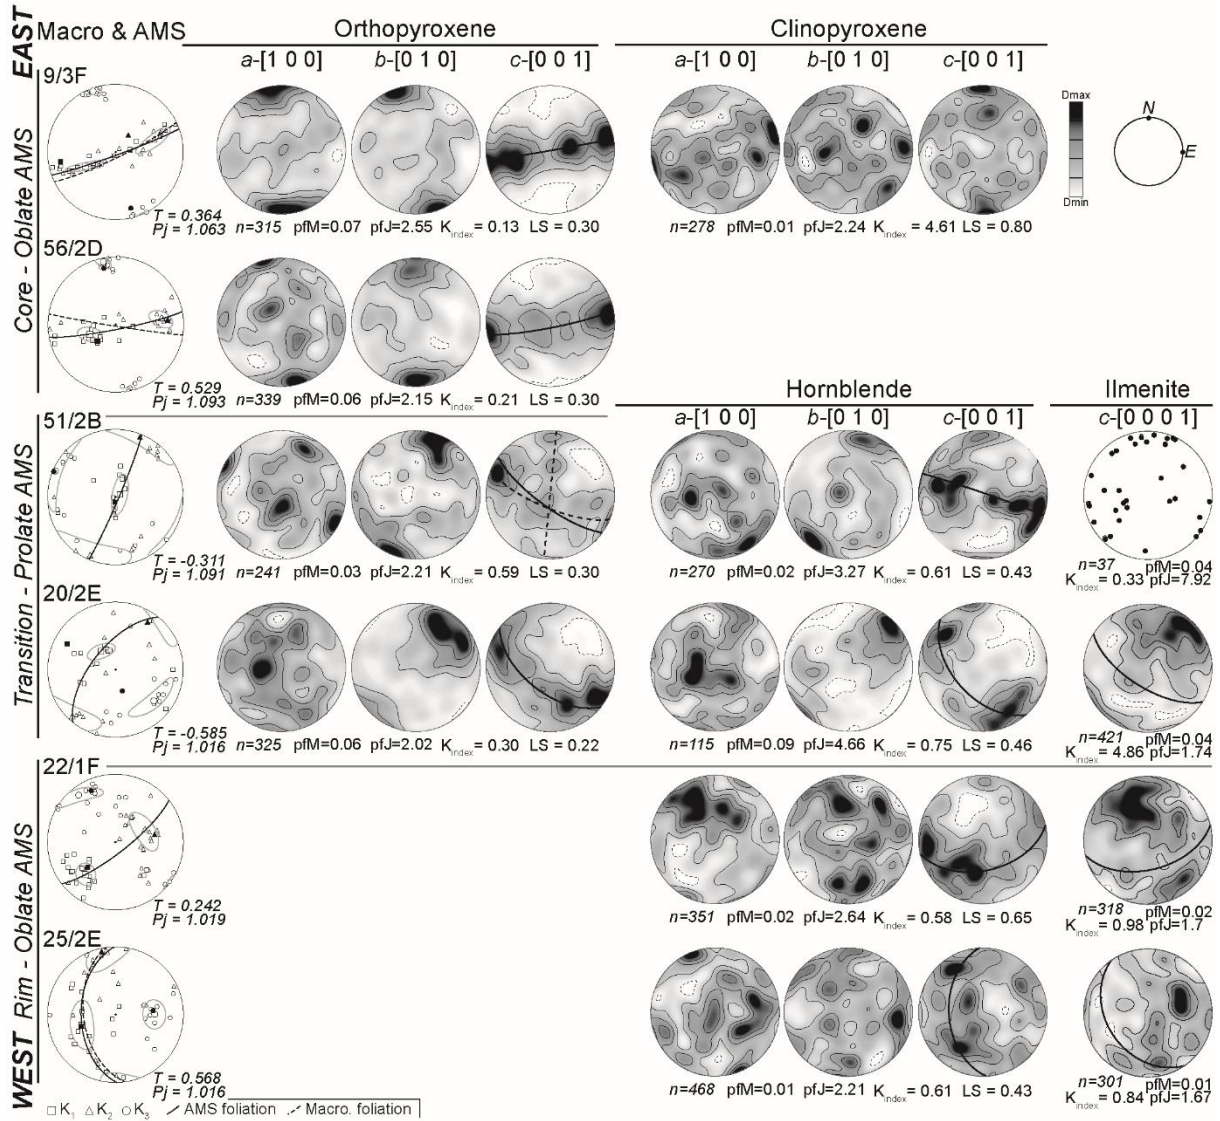 EAST
Macro & AMS
Orthopyroxene
Clinopyroxene
a-[1 0 0]
b-[0 1 0]
c-[0 0 1]
a-[1 0 0]
b-[0 1 0]
c-[0 0 1]
Core - Oblate AMS
9/3F
Dmax
Dmin
N
E
T = 0.364
Pj = 1.063
n=315 pfM=0.07 pfJ=2.55 Kindex = 0.13 LS = 0.30
n=278 pfM=0.01 pfJ=2.24 Kindex = 4.61 LS = 0.80
56/2D
T = 0.529
Pj = 1.093
n=339 pfM=0.06 pfJ=2.15 Kindex = 0.21 LS = 0.30
Hornblende
Ilmenite
a-[1 0 0]
b-[0 1 0]
c-[0 0 1]
c-[0 0 0 1]
Transition - Prolate AMS
51/2B
T = -0.311
Pj = 1.091
n=241 pfM=0.03 pfJ=2.21 Kindex = 0.59 LS = 0.30
n=270 pfM=0.02 pfJ=3.27 Kindex = 0.61 LS = 0.43
n=37 pfM=0.04
Kindex = 0.33 pfJ=7.92
20/2E
T = -0.585
Pj = 1.016
n=325 pfM=0.06 pfJ=2.02 Kindex = 0.30 LS = 0.22
n=115 pfM=0.09 pfJ=4.66 Kindex = 0.75 LS = 0.46
n=421 pfM=0.04
Kindex = 4.86 pfJ=1.74
Rim - Oblate AMS
22/1F
T = 0.242
Pj = 1.019
n=351 pfM=0.02 pfJ=2.64 Kindex = 0.58 LS = 0.65
n=318 pfM=0.02
Kindex = 0.98 pfJ=1.7
25/2E
T = 0.568
Pj = 1.016
n=468 pfM=0.01 pfJ=2.21 Kindex = 0.61 LS = 0.43
n=301 pfM=0.01
Kindex = 0.84 pfJ=1.67
WEST
K1 K2 K3 AMS foliation Macro. foliation